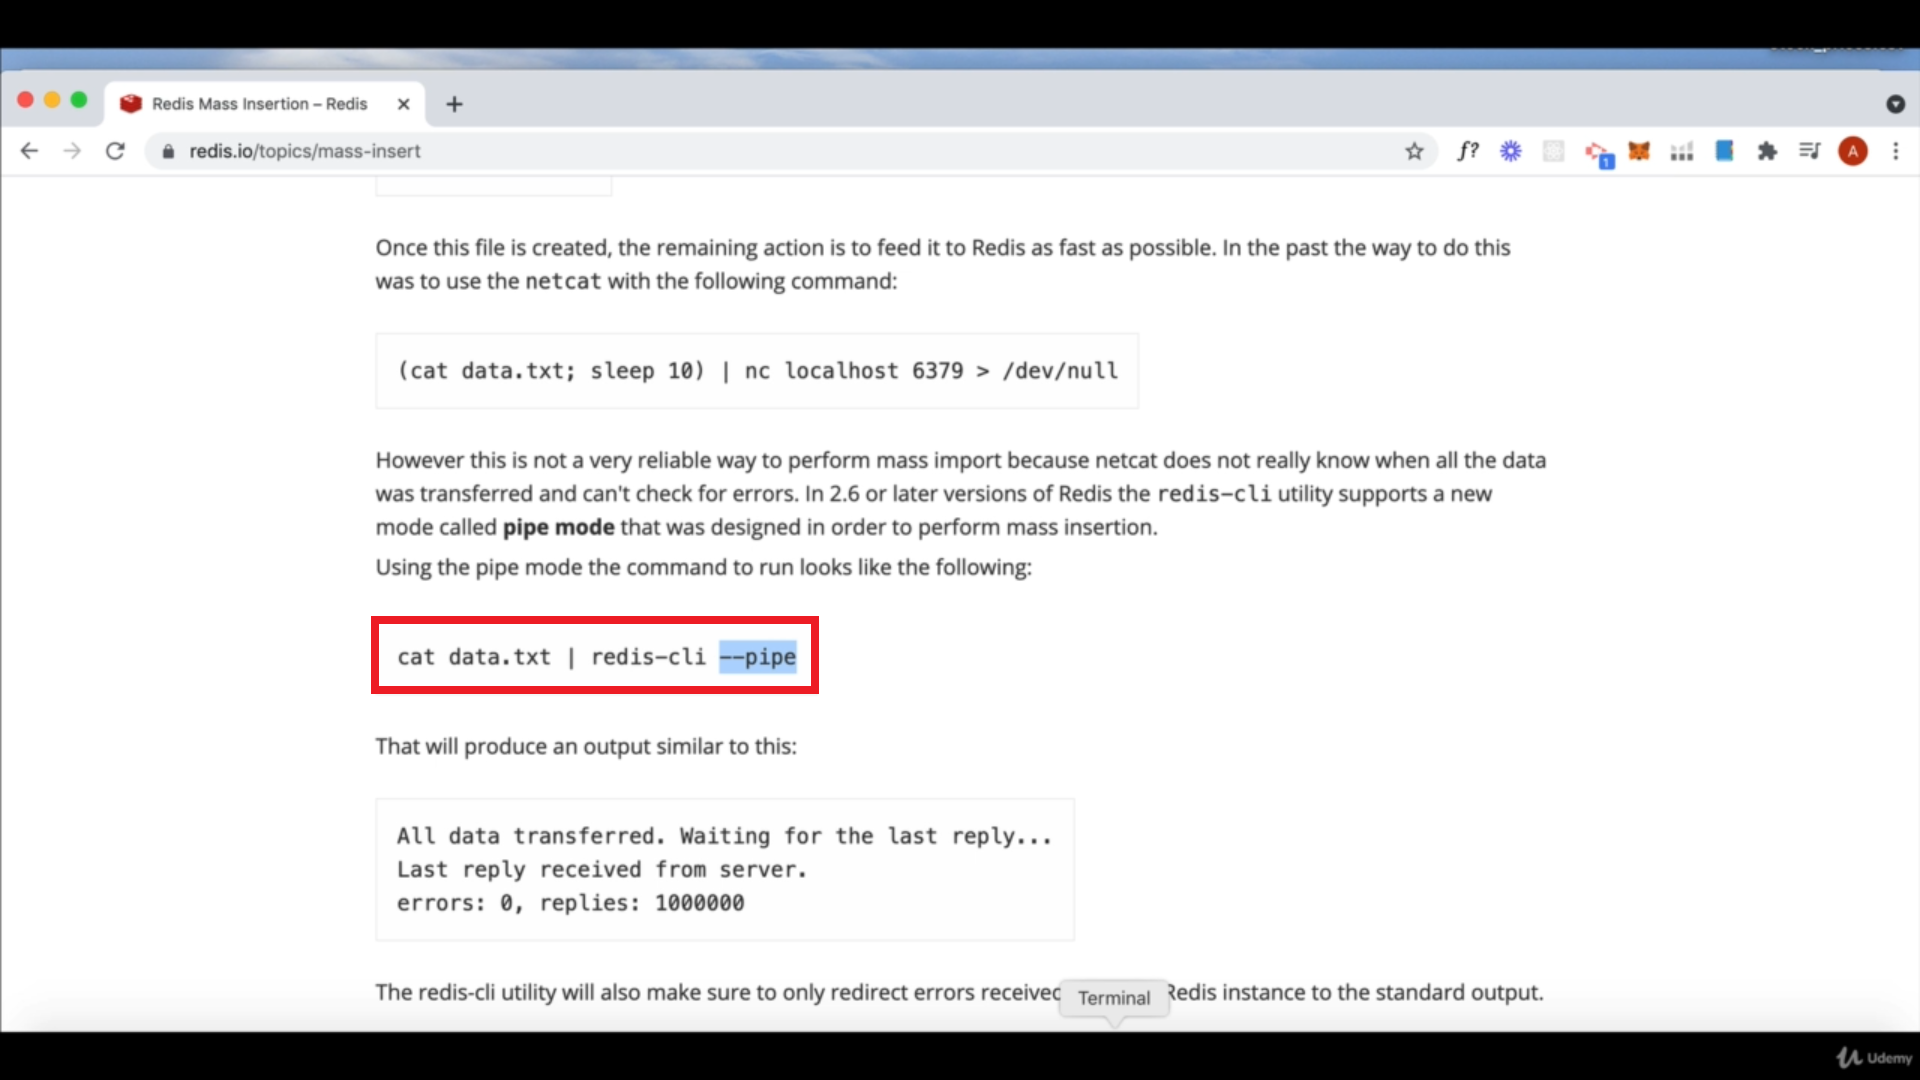 Redis Mass Insertion – Redis
redis.io/topics/mass-insert
f?
1
A
Once this file is created, the remaining action is to feed it to Redis as fast as possible. In the past the way to do this
was to use the netcat with the following command:
(cat data.txt; sleep 10) | nc localhost 6379 > /dev/null
However this is not a very reliable way to perform mass import because netcat does not really know when all the data
was transferred and can't check for errors. In 2.6 or later versions of Redis the redis-cli utility supports a new
mode called pipe mode that was designed in order to perform mass insertion.
Using the pipe mode the command to run looks like the following:
cat data.txt | redis-cli --pipe
That will produce an output similar to this:
All data transferred. Waiting for the last reply...
Last reply received from server.
errors: 0, replies: 1000000
The redis-cli utility will also make sure to only redirect errors received Terminal Redis instance to the standard output.
Udemy